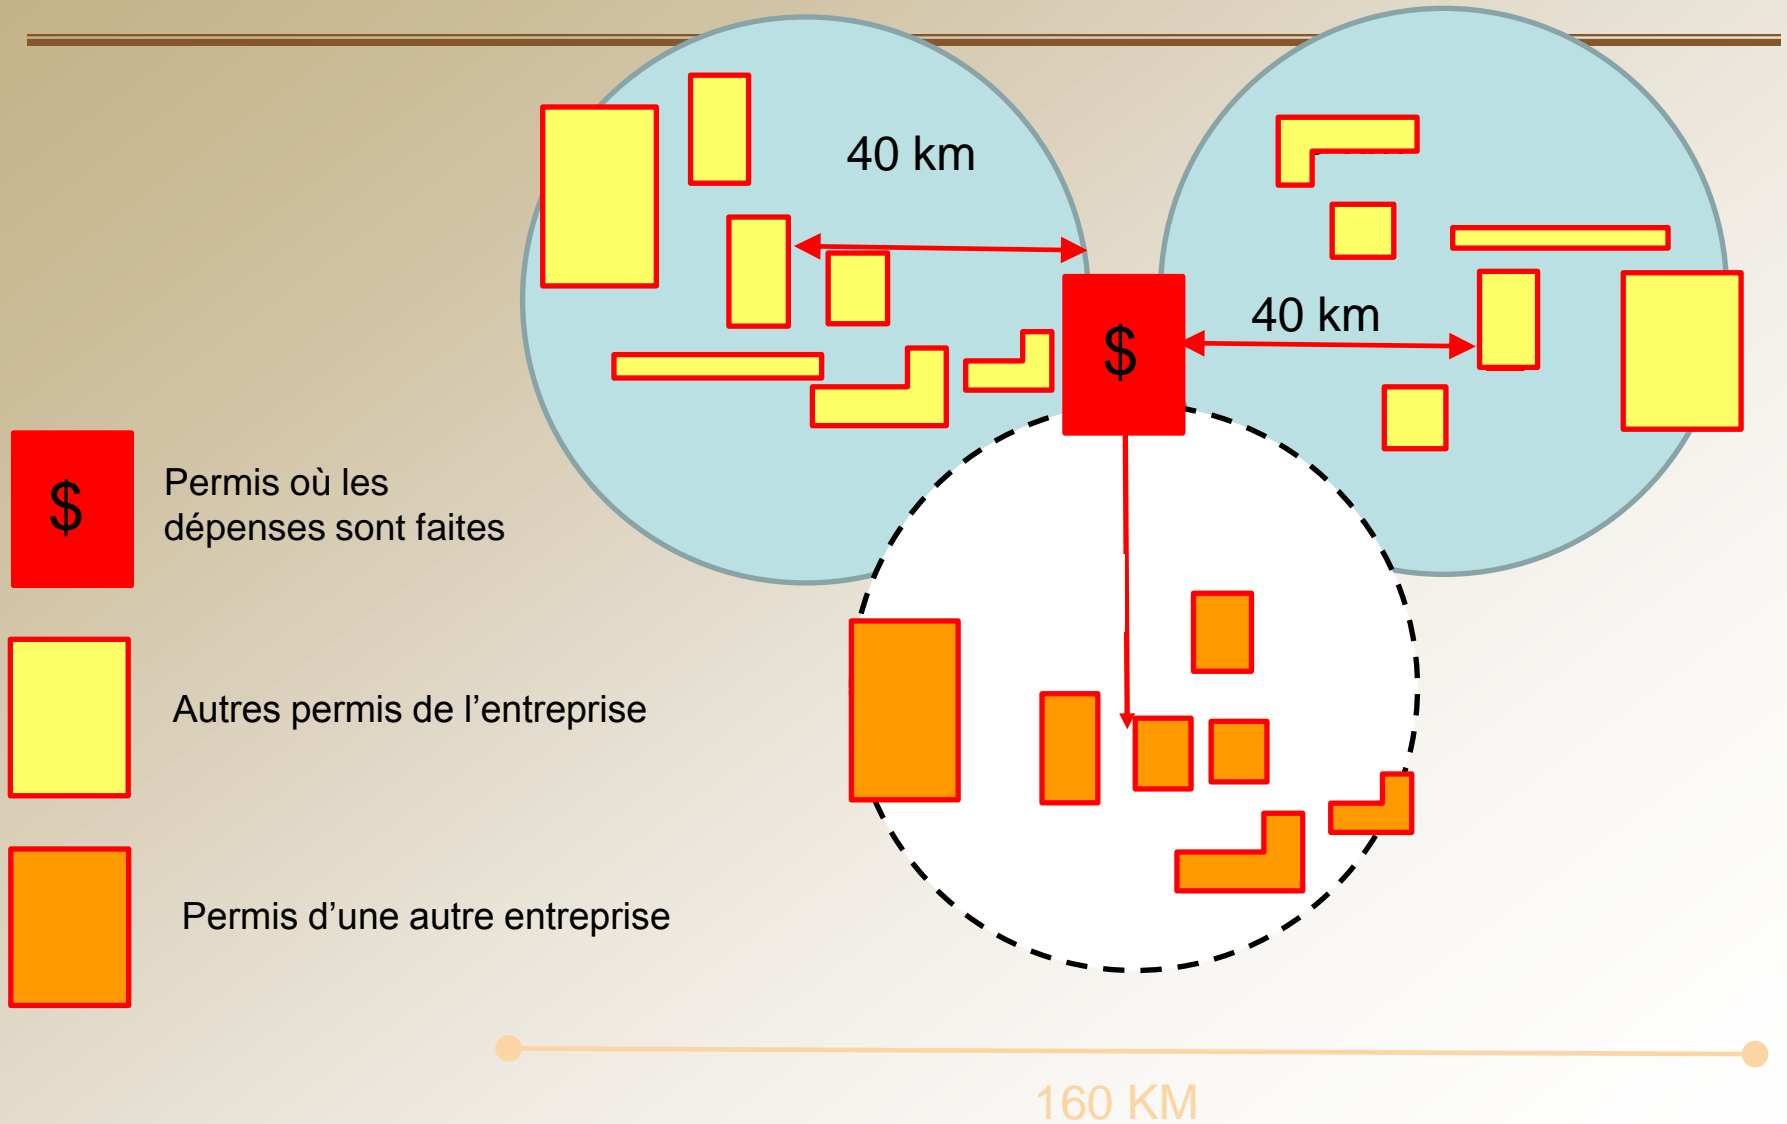 40 km
40 km
$
$
Permis où les
dépenses sont faites
Autres permis de l'entreprise
Permis d'une autre entreprise
160 KM